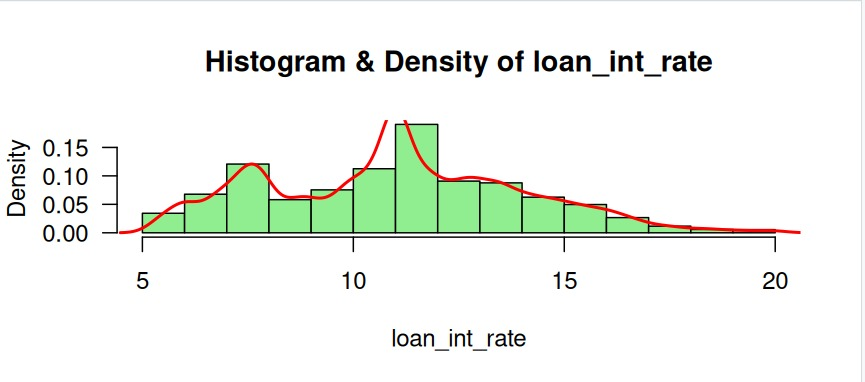 Histogram & Density of loan_int_rate
Density
0.15
0.10
0.05
0.00
5 10 15 20
loan_int_rate